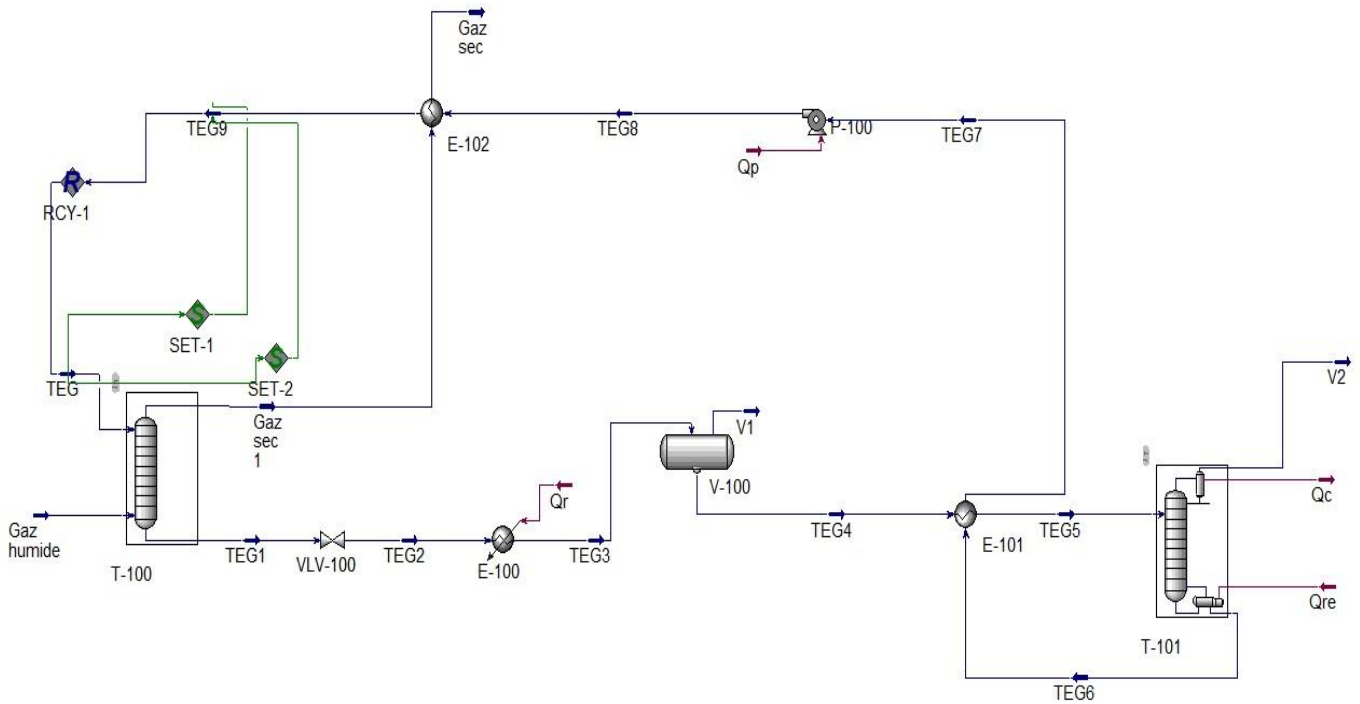 Gaz
sec
TEG9
E-102
TEG8
P-100
TEG7
Qp
R
RCY-1
S
SET-1
S
SET-2
TEG
Gaz
sec
1
V2
V1
Qr
V-100
Qc
Gaz
humide
TEG1
VLV-100
TEG2
E-100
TEG3
TEG4
E-101
TEG5
Qre
T-100
T-101
TEG6